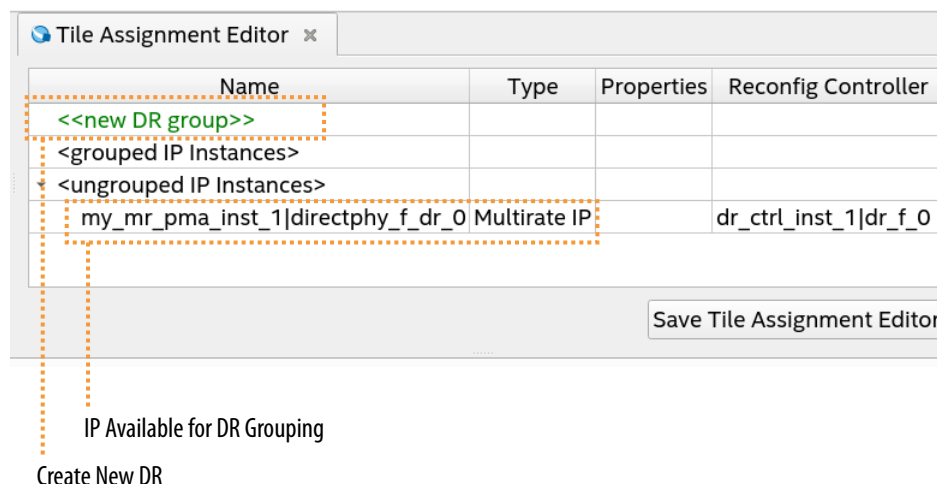 Tile Assignment Editor
Name Type Properties Reconfig Controller
<<new DR group>>
<grouped IP Instances>
<ungrouped IP Instances>
my_mr_pma_inst_1|directphy_f_dr_0 Multirate IP dr_ctrl_inst_1|dr_f_0
Save Tile Assignment Editor
IP Available for DR Grouping
Create New DR